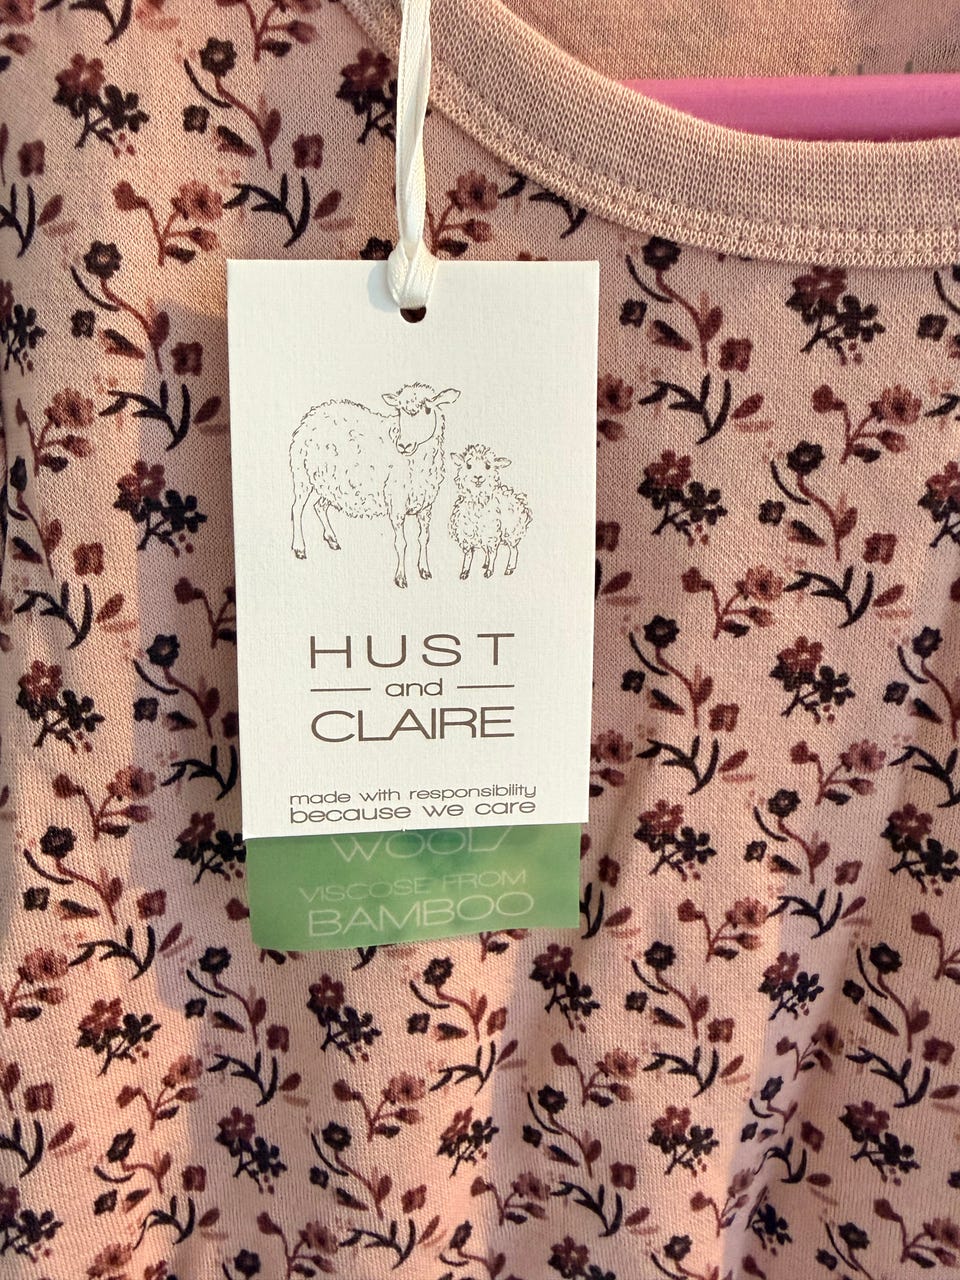 HUST
and
CLAIRE
made with responsibility
because we care
WOOL/
VISCOSE FROM
BAMBOO